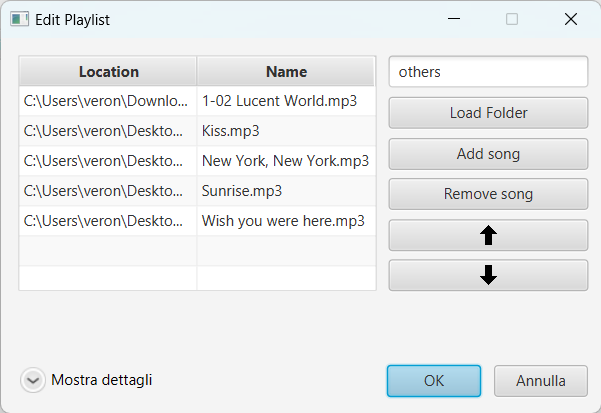 Edit Playlist
Location Name
others
C:\Users\veron\Downlo... 1-02 Lucent World.mp3
Load Folder
C:\Users\veron\Deskto... Kiss.mp3
Add song
C:\Users\veron\Deskto... New York, New York.mp3
C:\Users\veron\Deskto... Sunrise.mp3
Remove song
C:\Users\veron\Deskto... Wish you were here.mp3
Mostra dettagli
OK Annulla